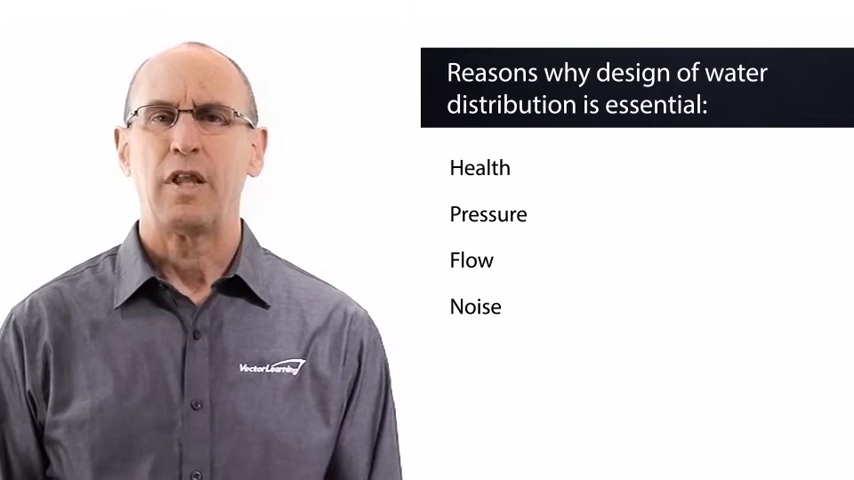 Reasons why design of water
distribution is essential:
Health
Pressure
Flow
Noise
VectorLearning